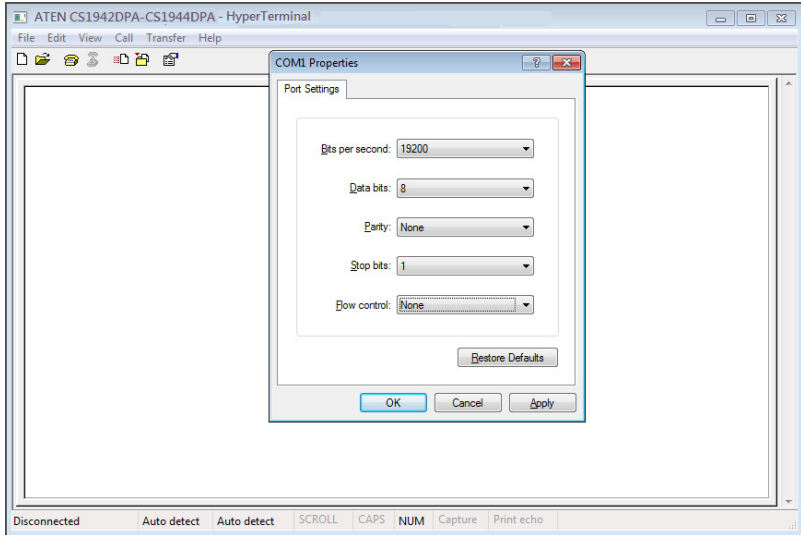 ATEN CS1942DPA-CS1944DPA - HyperTerminal
File Edit View Call Transfer Help
COM1 Properties
Port Settings
Bits per second: 19200
Data bits: 8
Parity: None
Stop bits: 1
Flow control: None
Restore Defaults
OK Cancel Apply
Disconnected Auto detect Auto detect SCROLL CAPS NUM Capture Print echo